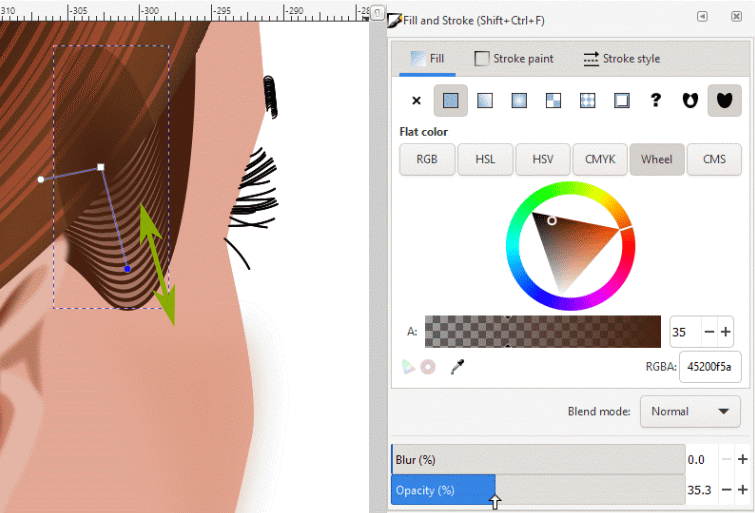 310 -305 -300 -295 -290 -28
Fill and Stroke (Shift+Ctrl+F)
Fill Stroke paint Stroke style
?
Flat color
RGB HSL HSV CMYK Wheel CMS
A: 35
RGBA: 45200f5a
Blend mode: Normal
Blur (%) 0.0
Opacity (%) 35.3